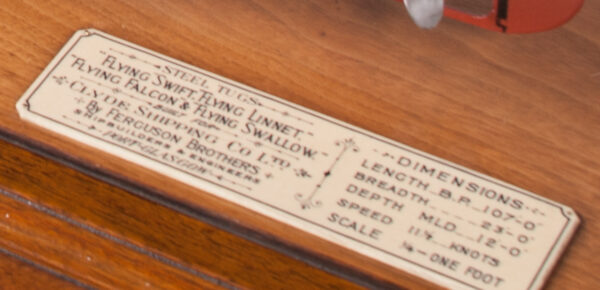 STEEL TUGS
FLYING SWIFT, FLYING LINNET,
FLYING FALCON & FLYING SWALLOW.
BUILT FOR
CLYDE SHIPPING CO LTD
By FERGUSON BROTHERS
SHIPBUILDERS & ENGINEERS
PORT-GLASGOW
DIMENSIONS
LENGTH B.P. 107-0"
BREADTH 23-0"
DEPTH MLD 12-0"
SPEED KNOTS
SCALE ¼"-ONE FOOT